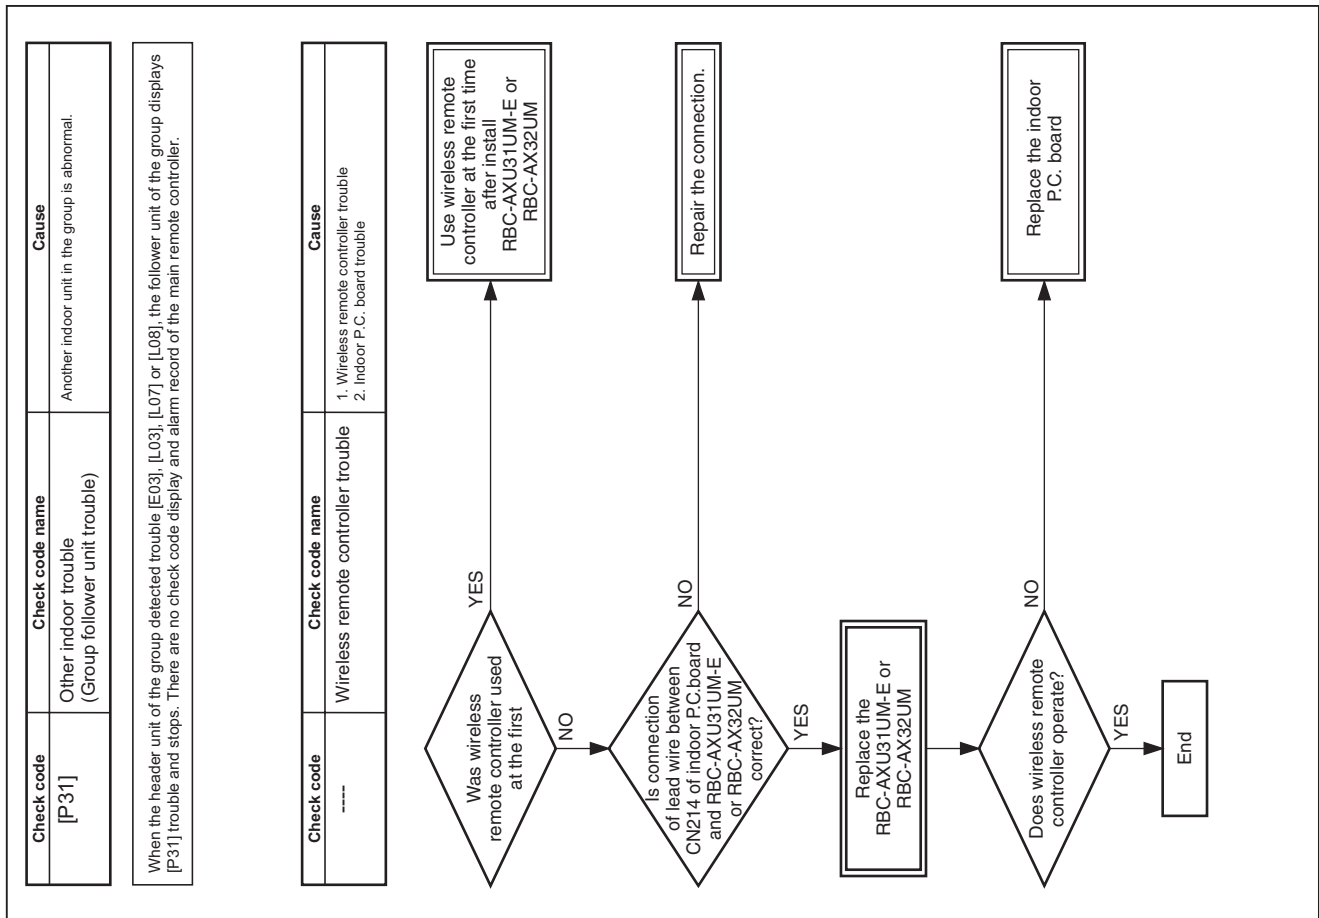 Check code
Check code name
Cause
[P31]
Other indoor trouble
(Group follower unit trouble)
Another indoor unit in the group is abnormal.
When the header unit of the group detected trouble [E03], [L03], [L07] or [L08], the follower unit of the group displays
[P31] trouble and stops. There are no check code display and alarm record of the main remote controller.
Check code
Check code name
Cause
----
Wireless remote controller trouble
1. Wireless remote controller trouble
2. Indoor P.C. board trouble
Was wireless
remote controller used
at the first
YES
Use wireless remote
controller at the first time
after install
RBC-AXU31UM-E or
RBC-AX32UM
NO
Is connection
of lead wire between
CN214 of indoor P.C.board
and RBC-AXU31UM-E
or RBC-AX32UM
correct?
NO
Repair the connection.
YES
Replace the
RBC-AXU31UM-E or
RBC-AX32UM
Does wireless remote
controller operate?
NO
Replace the indoor
P.C. board
YES
End